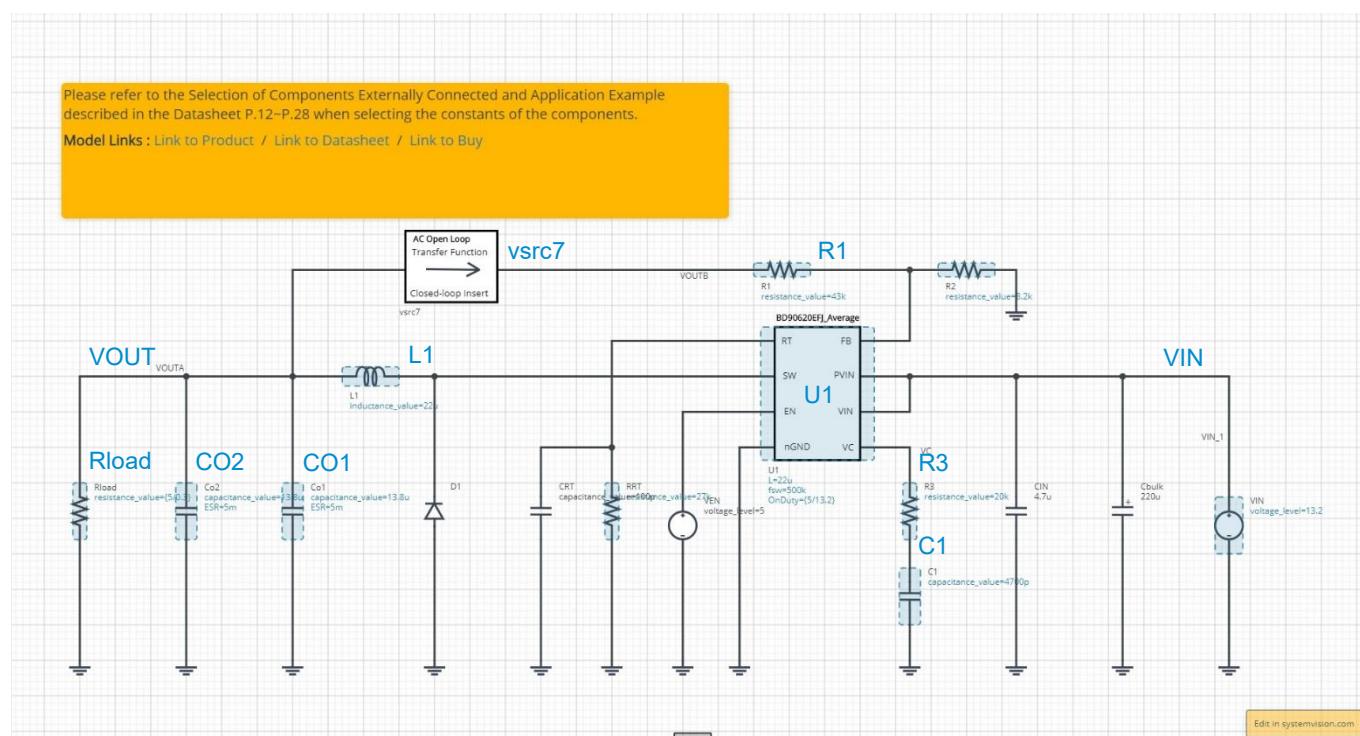 Please refer to the Selection of Components Externally Connected and Application Example
described in the Datasheet P.12~P.28 when selecting the constants of the components.
Model Links : Link to Product / Link to Datasheet / Link to Buy
AC Open Loop
Transfer Function
Closed-loop Insert
vsrc7
vsrc7
VOUTB
R1
R1
resistance_value=43k
R2
resistance_value=8.2k
BD90620EFJ_Average
RT
FB
SW
PVIN
U1
EN
VIN
nGND
VC
U1
L=22u
fsw=500k
OnDuty={5/13.2}
VOUT
VOUTA
L1
L1
inductance_value=22u
VIN
VIN_1
Rload
Rload
CO2
Co2
capacitance_value=13.8u
ESR=5m
CO1
Co1
capacitance_value=13.8u
ESR=5m
D1
CRT
capacitance_value=100p
RRT
VEN
voltage_level=5
VC
R3
R3
resistance_value=20k
C1
C1
capacitance_value=4700p
CIN
4.7u
Cbulk
220u
VIN
voltage_level=13.2
Edit in systemvision.com